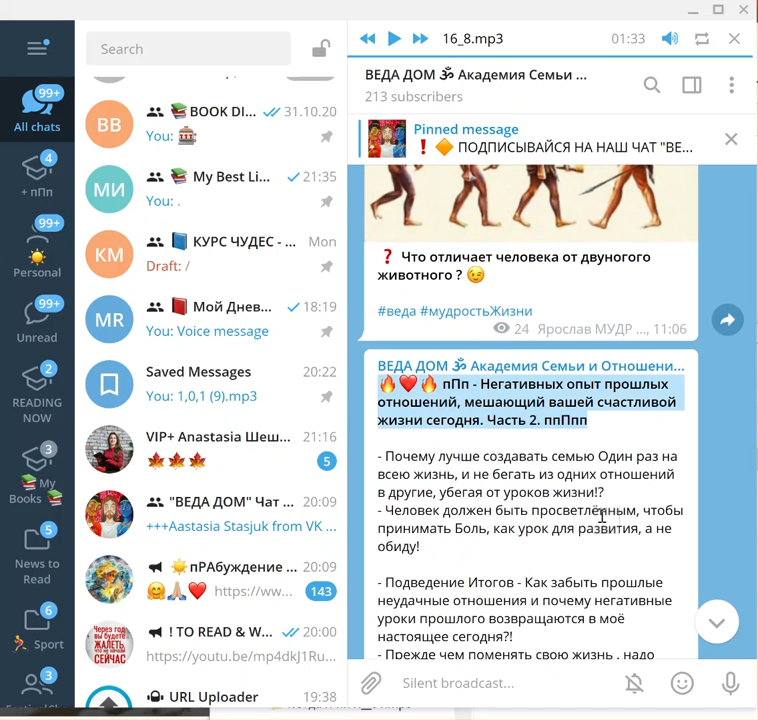 Search
16_8.mp3
01:33
99+
All chats
4
+ пПп
99+
Personal
99+
Unread
2
READING NOW
3
My Books
5
News to Read
6
Sport
3
BB
BOOK DI...
31.10.20
You:
МИ
My Best Li...
21:35
You: .
КМ
КУРС ЧУДЕС - ...
Mon
Draft: /
MR
Мой Днев...
18:19
You: Voice message
Saved Messages
20:22
You: 1,0,1 (9).mp3
VIP+ Anastasia Шеш...
21:16
🍁🍁🍁
5
"ВЕДА ДОМ" Чат ...
20:09
+++Aastasia Stasjuk from VK ...
пРАбуждение ...
20:09
🤗🙏❤ https://ww...
143
! TO READ & W...
20:00
https://youtu.be/mp4dkJ1Ru...
URL Uploader
19:38
ВЕДА ДОМ ॐ Академия Семьи ...
213 subscribers
Pinned message
❗🔶 ПОДПИСЫВАЙСЯ НА НАШ ЧАТ "ВЕ...
❓ Что отличает человека от двуногого
животного ? 😉
#веда #мудростьЖизни
24 Ярослав МУДР ..., 11:06
ВЕДА ДОМ ॐ Академия Семьи и Отношени...
🔥❤🔥 пПп - Негативных опыт прошлых
отношений, мешающий вашей счастливой
жизни сегодня. Часть 2. ппПпп
- Почему лучше создавать семью Один раз на
всю жизнь, и не бегать из одних отношений
в другие, убегая от уроков жизни!?
- Человек должен быть просветлённым, чтобы
принимать Боль, как урок для развития, а не
обиду!
- Подведение Итогов - Как забыть прошлые
неудачные отношения и почему негативные
уроки прошлого возвращаются в моё
настоящее сегодня?!
- Прежде чем поменять свою жизнь , надо
Silent broadcast...